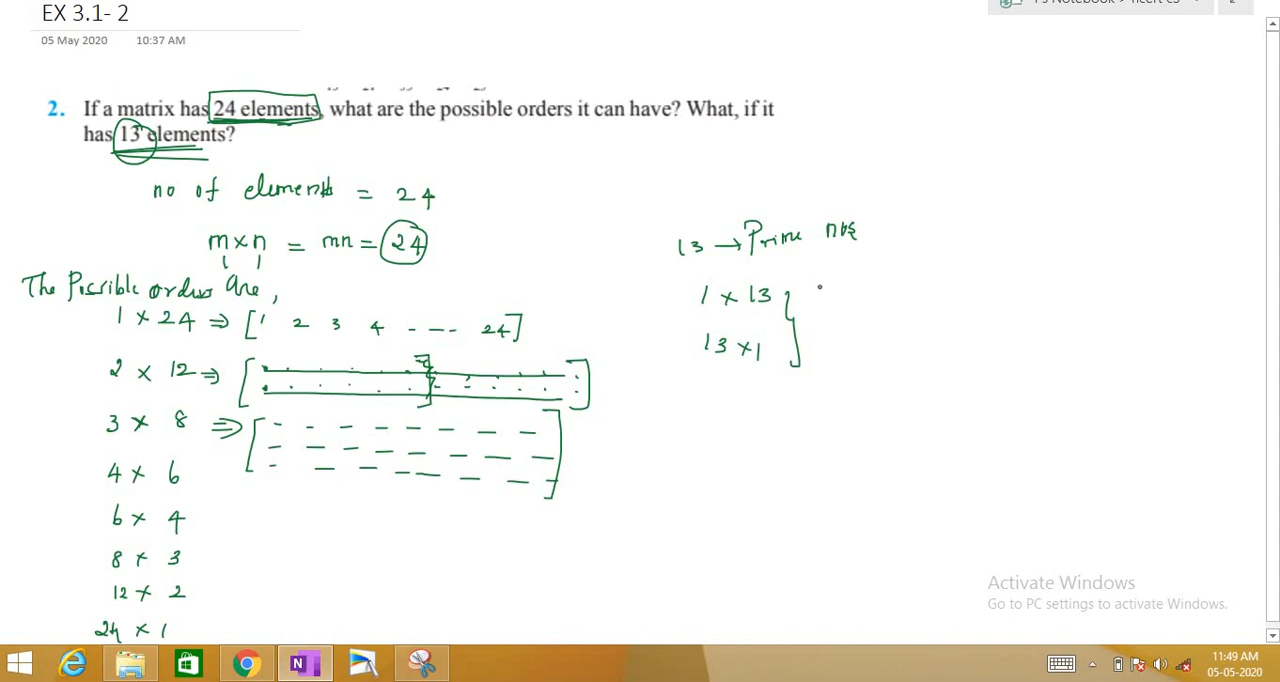 EX 3.1- 2
05 May 2020 10:37 AM
2. If a matrix has 24 elements, what are the possible orders it can have? What, if it
has 13 elements?
no of elements = 24
m×n = mn = 24
The Possible orders are,
1 × 24 ⇒ [1 2 3 4 - -- 24]
2 × 12 ⇒
3 × 8 ⇒
4 × 6
6 × 4
8 × 3
12 × 2
24 × 1
13 → Prime
1 × 13
13 × 1
Activate Windows
Go to PC settings to activate Windows.
11:49 AM
05-05-2020